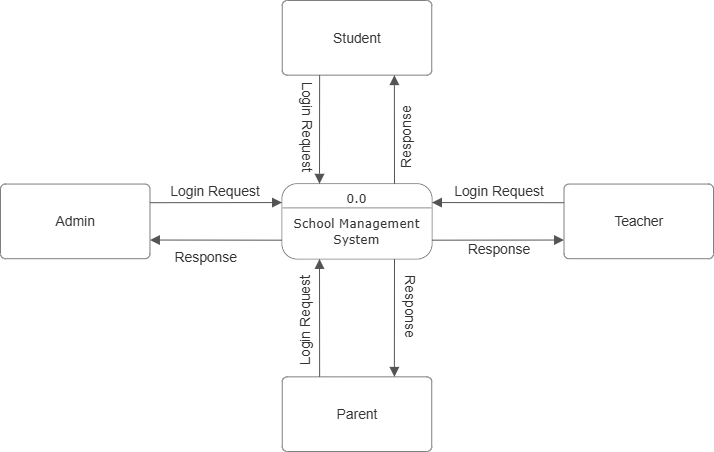 Student
Login Request
Response
Admin
Login Request
Response
0.0
School Management
System
Login Request
Response
Teacher
Login Request
Response
Parent